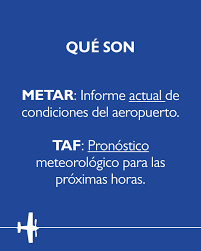 QUÉ SON
METAR: Informe actual de
condiciones del aeropuerto.
TAF: Pronóstico
meteorológico para las
próximas horas.